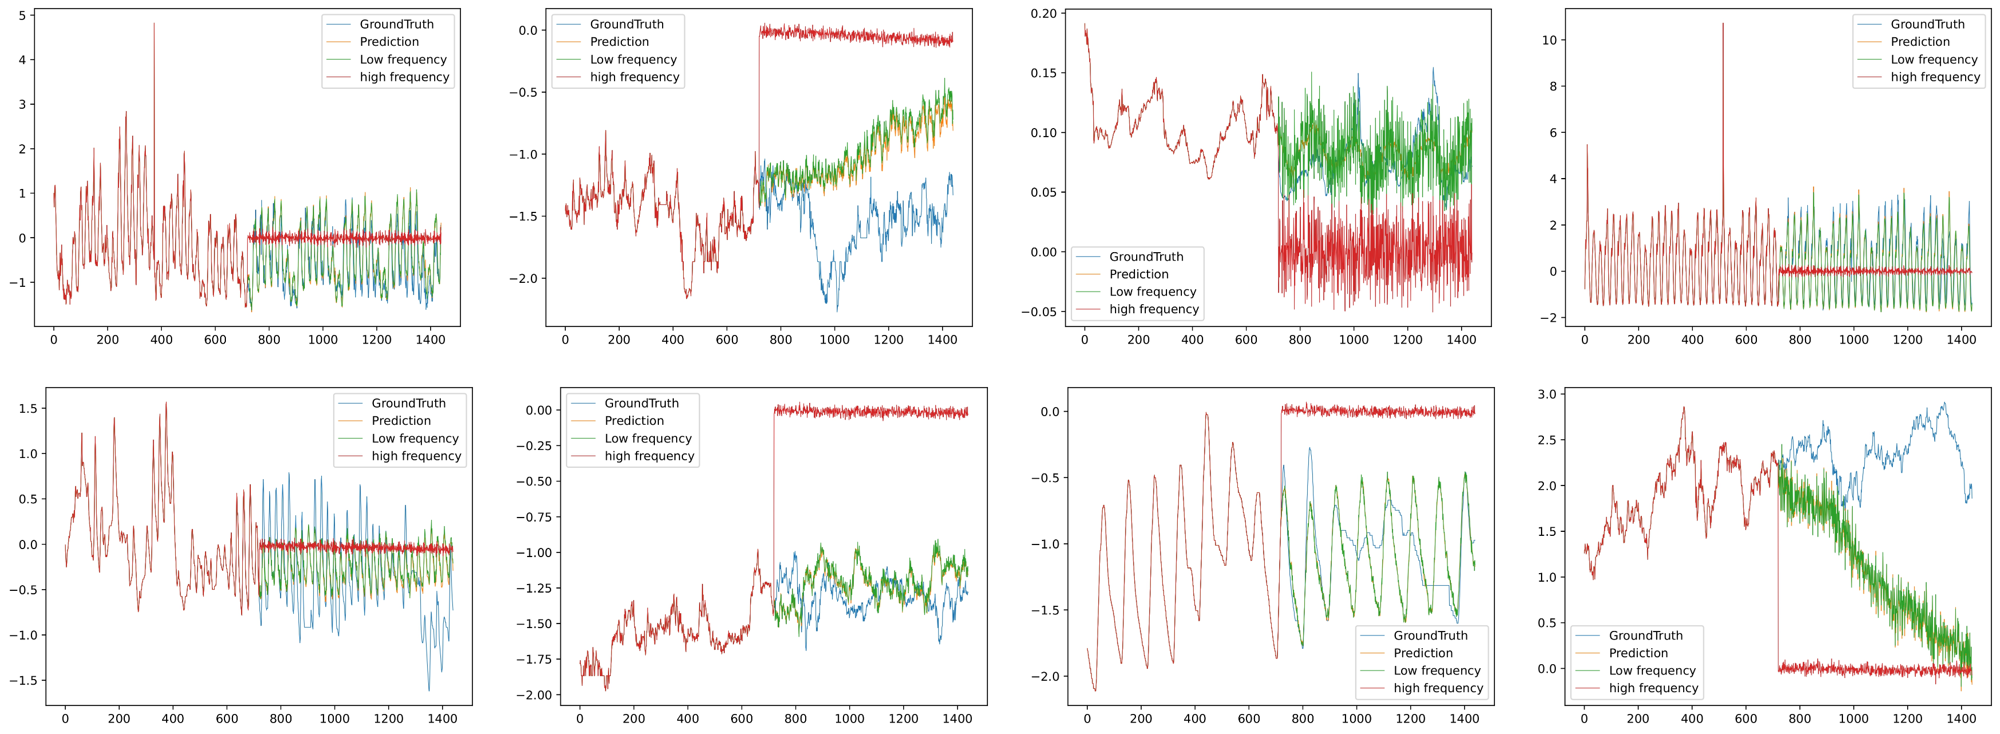 5
4
3
2
1
0
−1
GroundTruth
Prediction
Low frequency
high frequency
0 200 400 600 800 1000 1200 1400
0.0
−0.5
−1.0
−1.5
−2.0
GroundTruth
Prediction
Low frequency
high frequency
0 200 400 600 800 1000 1200 1400
0.20
0.15
0.10
0.05
0.00
−0.05
GroundTruth
Prediction
Low frequency
high frequency
0 200 400 600 800 1000 1200 1400
10
8
6
4
2
0
−2
GroundTruth
Prediction
Low frequency
high frequency
0 200 400 600 800 1000 1200 1400
1.5
1.0
0.5
0.0
−0.5
−1.0
−1.5
GroundTruth
Prediction
Low frequency
high frequency
0 200 400 600 800 1000 1200 1400
0.00
−0.25
−0.50
−0.75
−1.00
−1.25
−1.50
−1.75
−2.00
GroundTruth
Prediction
Low frequency
high frequency
0 200 400 600 800 1000 1200 1400
0.0
−0.5
−1.0
−1.5
−2.0
GroundTruth
Prediction
Low frequency
high frequency
0 200 400 600 800 1000 1200 1400
3.0
2.5
2.0
1.5
1.0
0.5
0.0
GroundTruth
Prediction
Low frequency
high frequency
0 200 400 600 800 1000 1200 1400